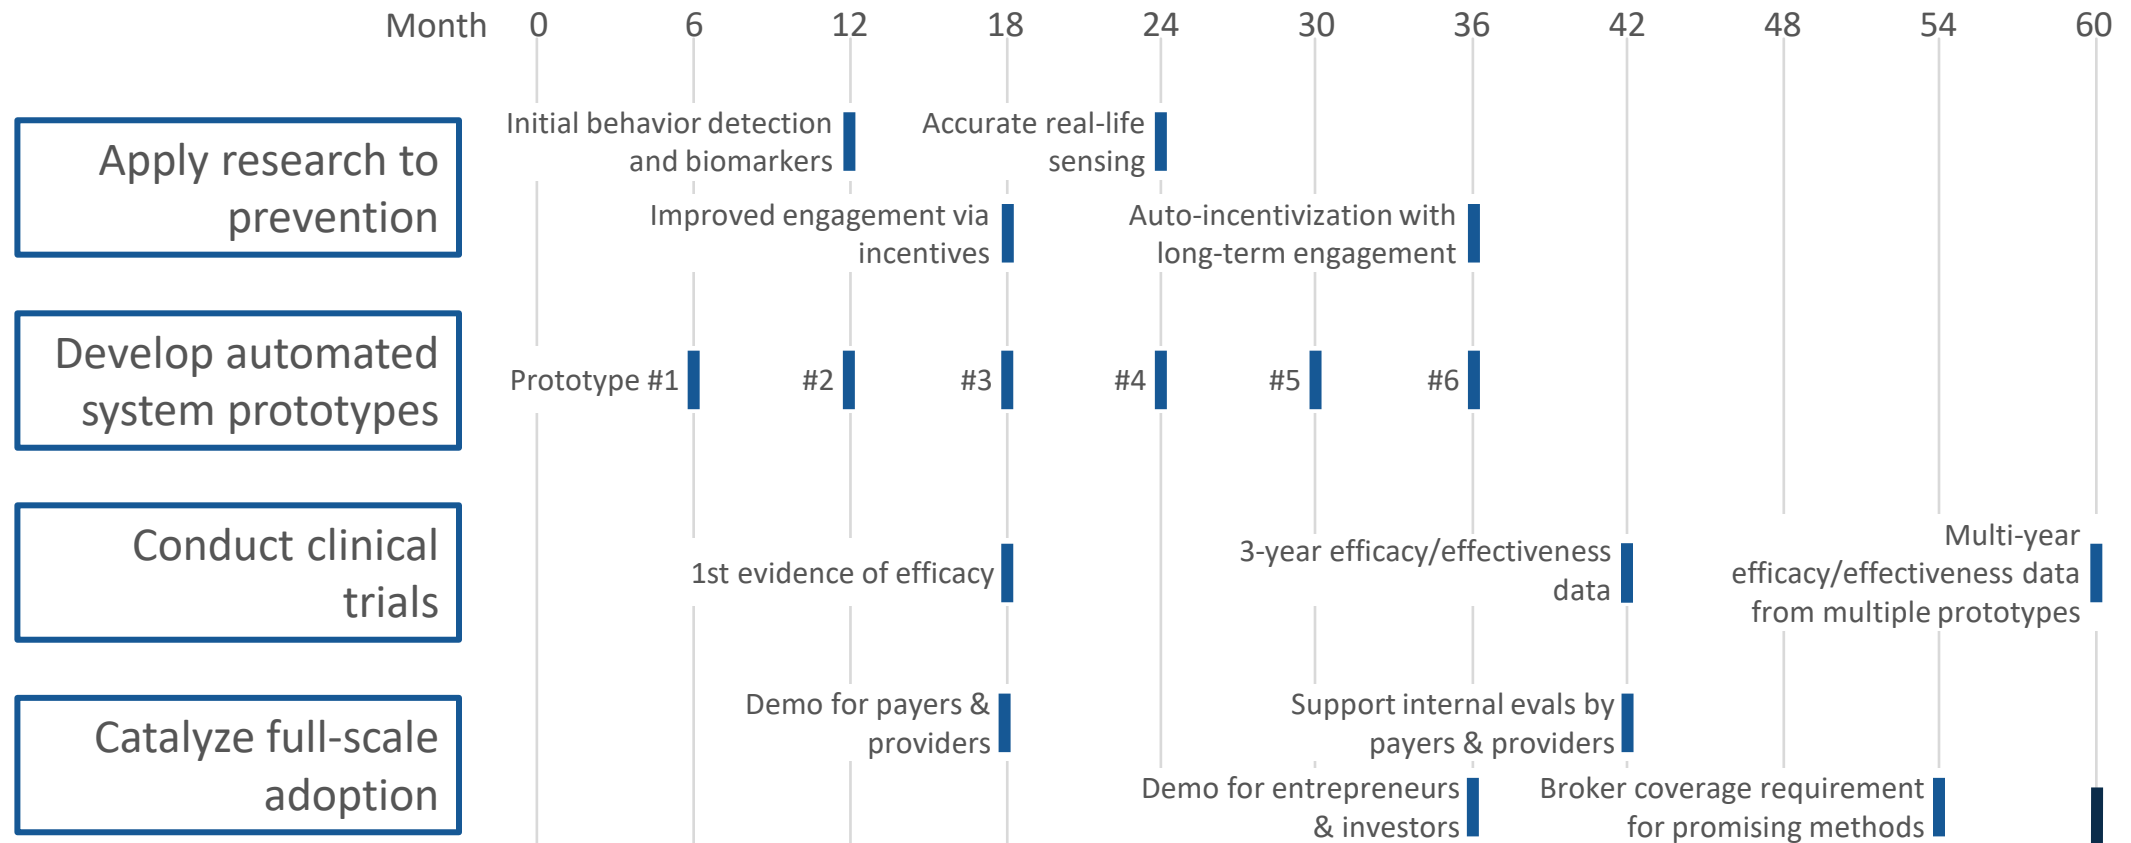 Month 0 6 12 18 24 30 36 42 48 54 60
Apply research to
prevention
Initial behavior detection
and biomarkers
Accurate real-life
sensing
Improved engagement via
incentives
Auto-incentivization with
long-term engagement
Develop automated
system prototypes
Prototype #1 #2 #3 #4 #5 #6
Conduct clinical
trials
1st evidence of efficacy
3-year efficacy/effectiveness
data
Multi-year
efficacy/effectiveness data
from multiple prototypes
Catalyze full-scale
adoption
Demo for payers &
providers
Support internal evals by
payers & providers
Demo for entrepreneurs
& investors
Broker coverage requirement
for promising methods